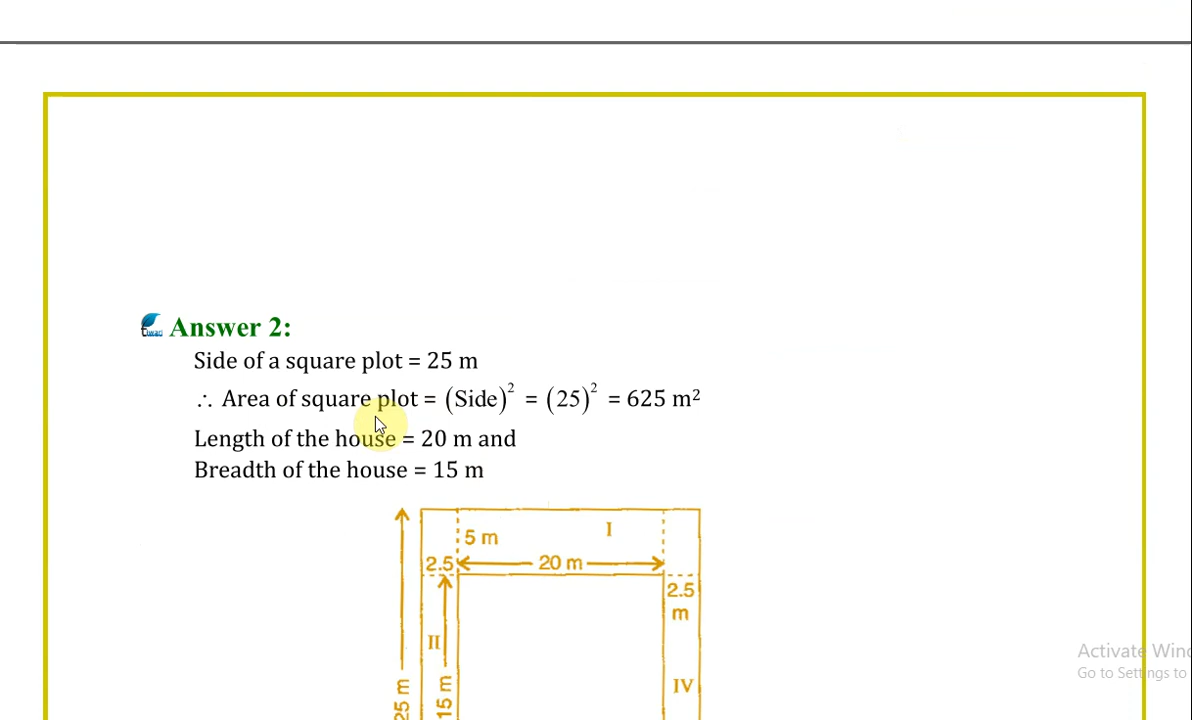 Answer 2:
Side of a square plot = 25 m
∴ Area of square plot = (Side)² = (25)² = 625 m²
Length of the house = 20 m and
Breadth of the house = 15 m
I
5 m
2.5
20 m
2.5
m
II
25 m
15 m
IV
Activate Wind
Go to Settings to